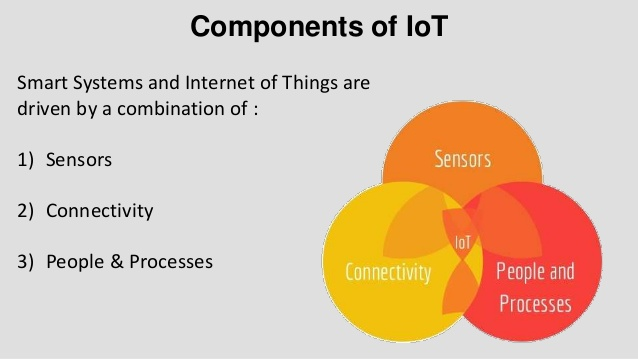 Components of IoT
Smart Systems and Internet of Things are
driven by a combination of :
1) Sensors
2) Connectivity
3) People & Processes
Sensors
IoT
Connectivity
People and
Processes